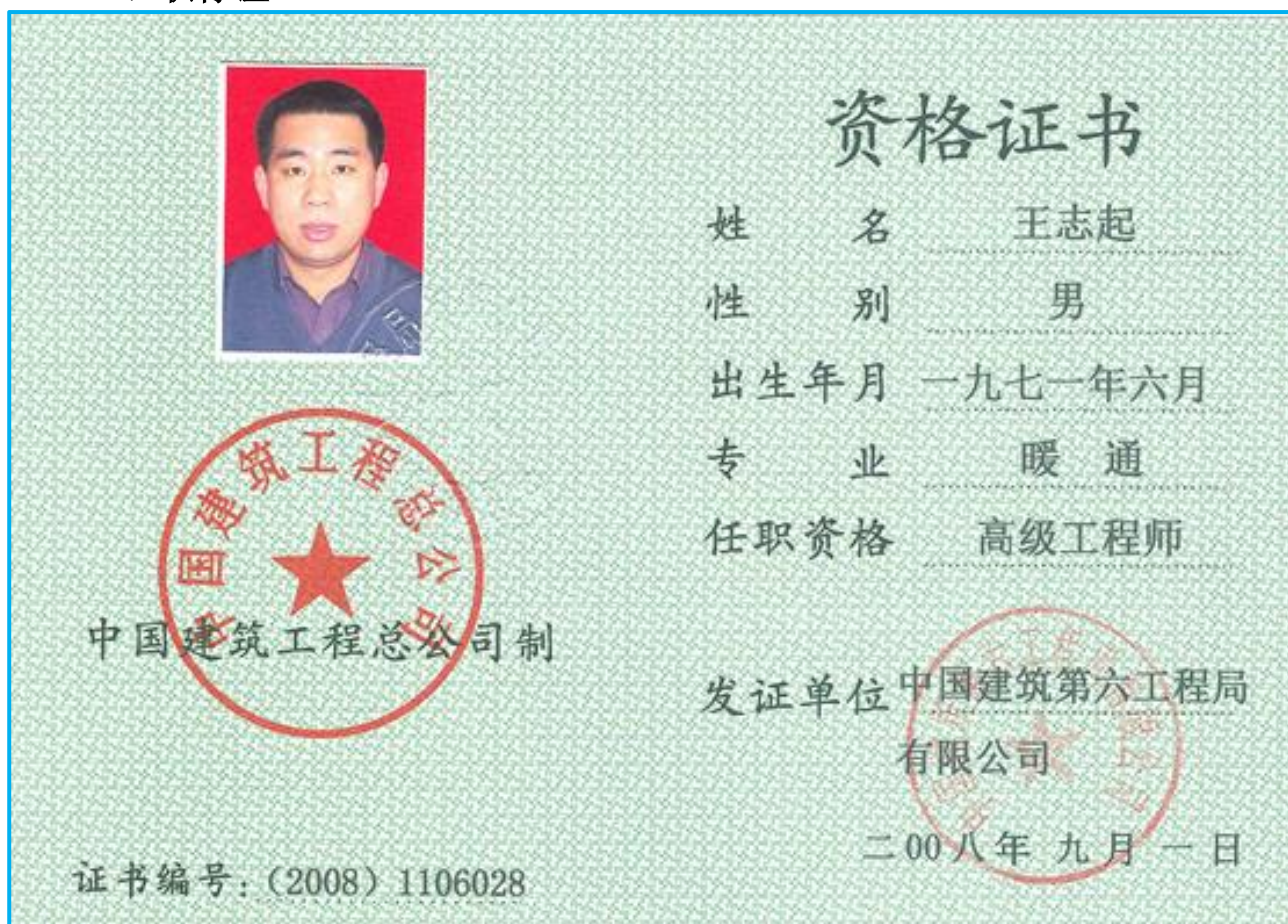 资格证书
姓 名 王志起
性 别 男
出生年月 一九七一年六月
专 业 暖 通
任职资格 高级工程师
发证单位 中国建筑第六工程局
有限公司
二00八年 九月 一日
中国建筑工程总公司
中国建筑工程总公司制
证书编号:(2008)1106028